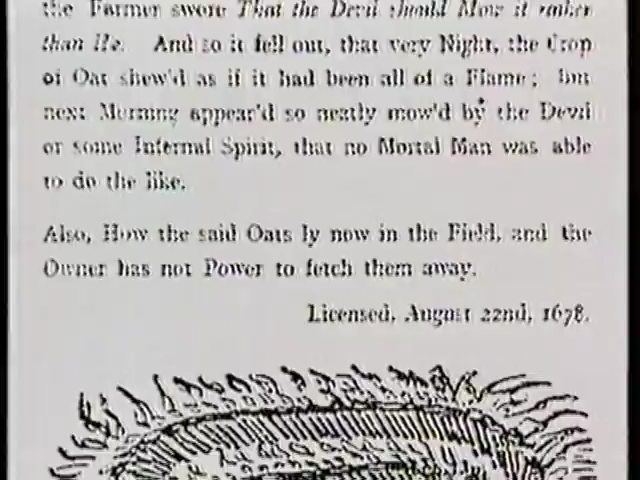 the Farmer swore That the Devil should Mow it rather
than He. And so it fell out, that very Night, the Crop
of Oat shew'd as if it had been all of a Flame; but
next Morning appear'd so neatly mow'd by the Devil
or some Infernal Spirit, that no Mortal Man was able
to do the like.
Also, How the said Oats ly now in the Field, and the
Owner has not Power to fetch them away.
Licensed, August 22nd, 1678.